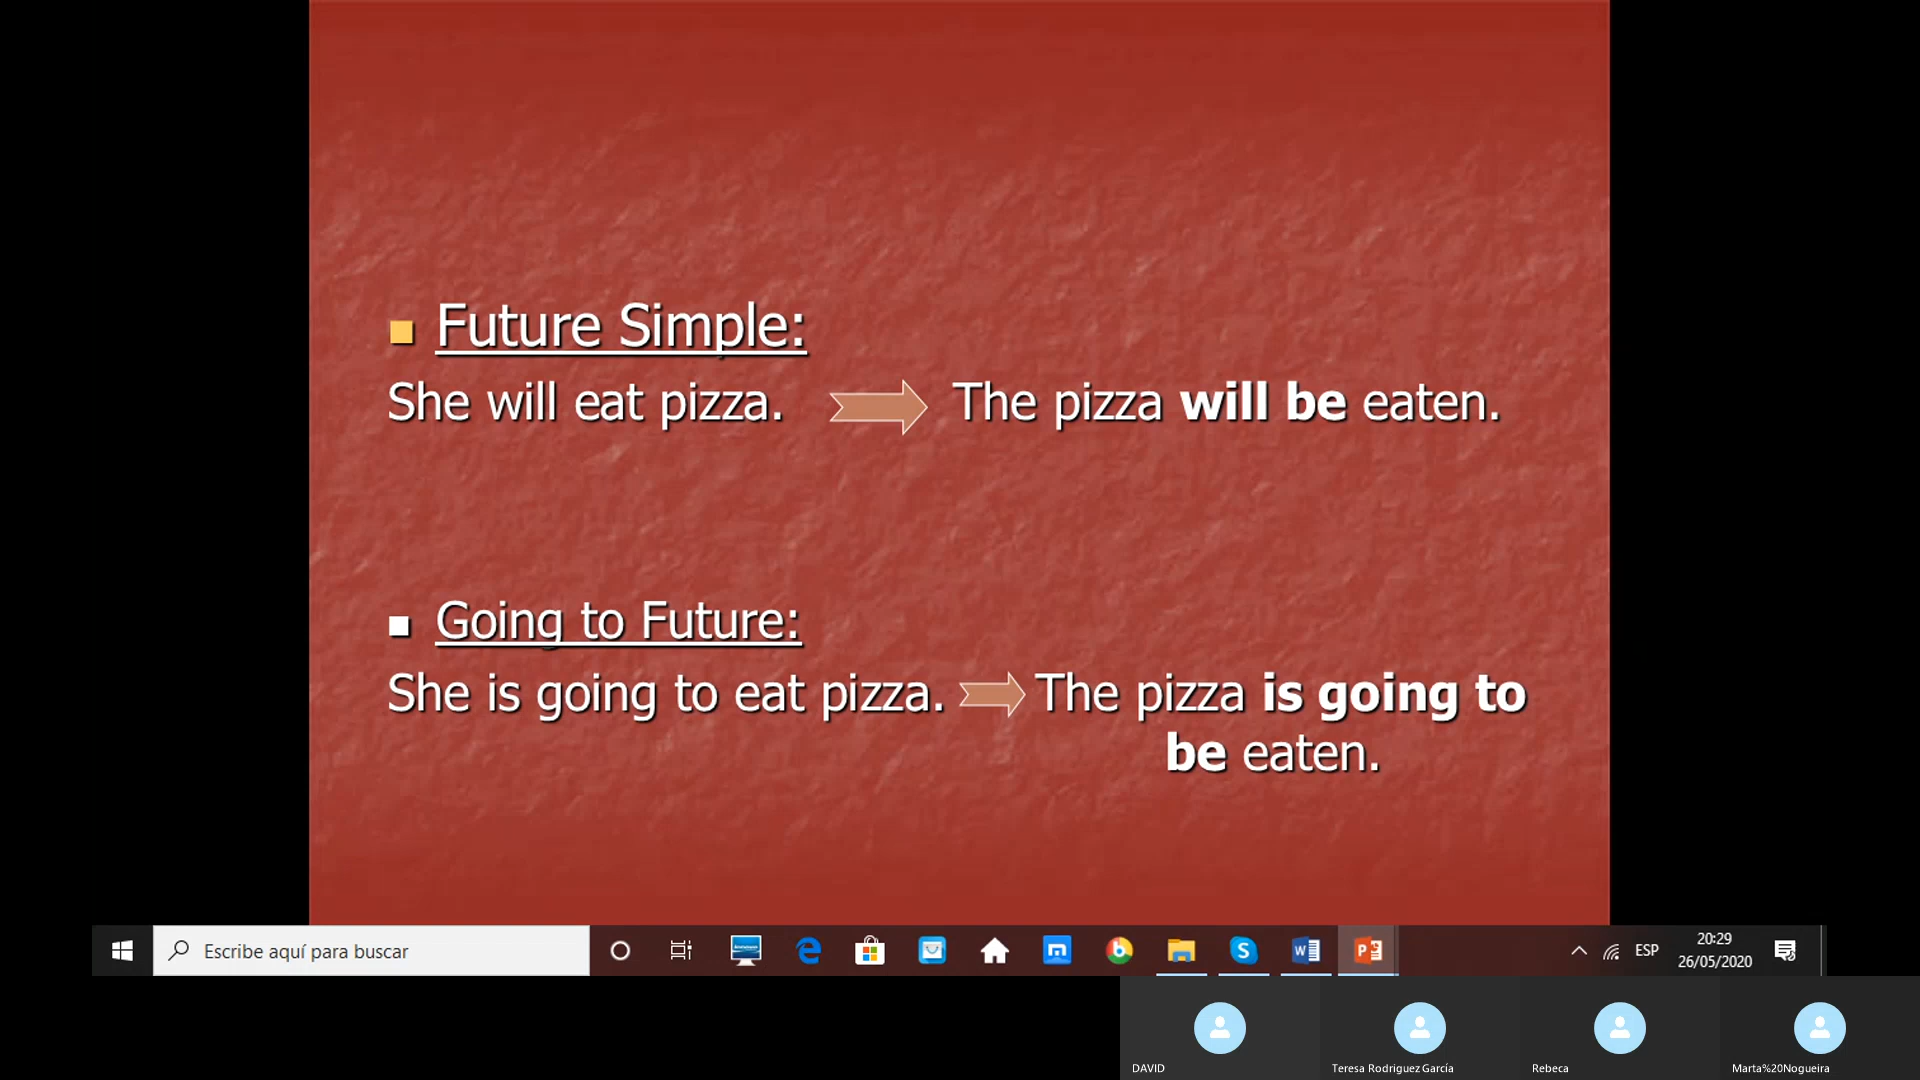 Future Simple:
She will eat pizza. The pizza will be eaten.
Going to Future:
She is going to eat pizza. The pizza is going to
be eaten.
Escribe aquí para buscar
ESP
20:29
26/05/2020
DAVID
Teresa Rodriguez García
Rebeca
Marta%20Nogueira